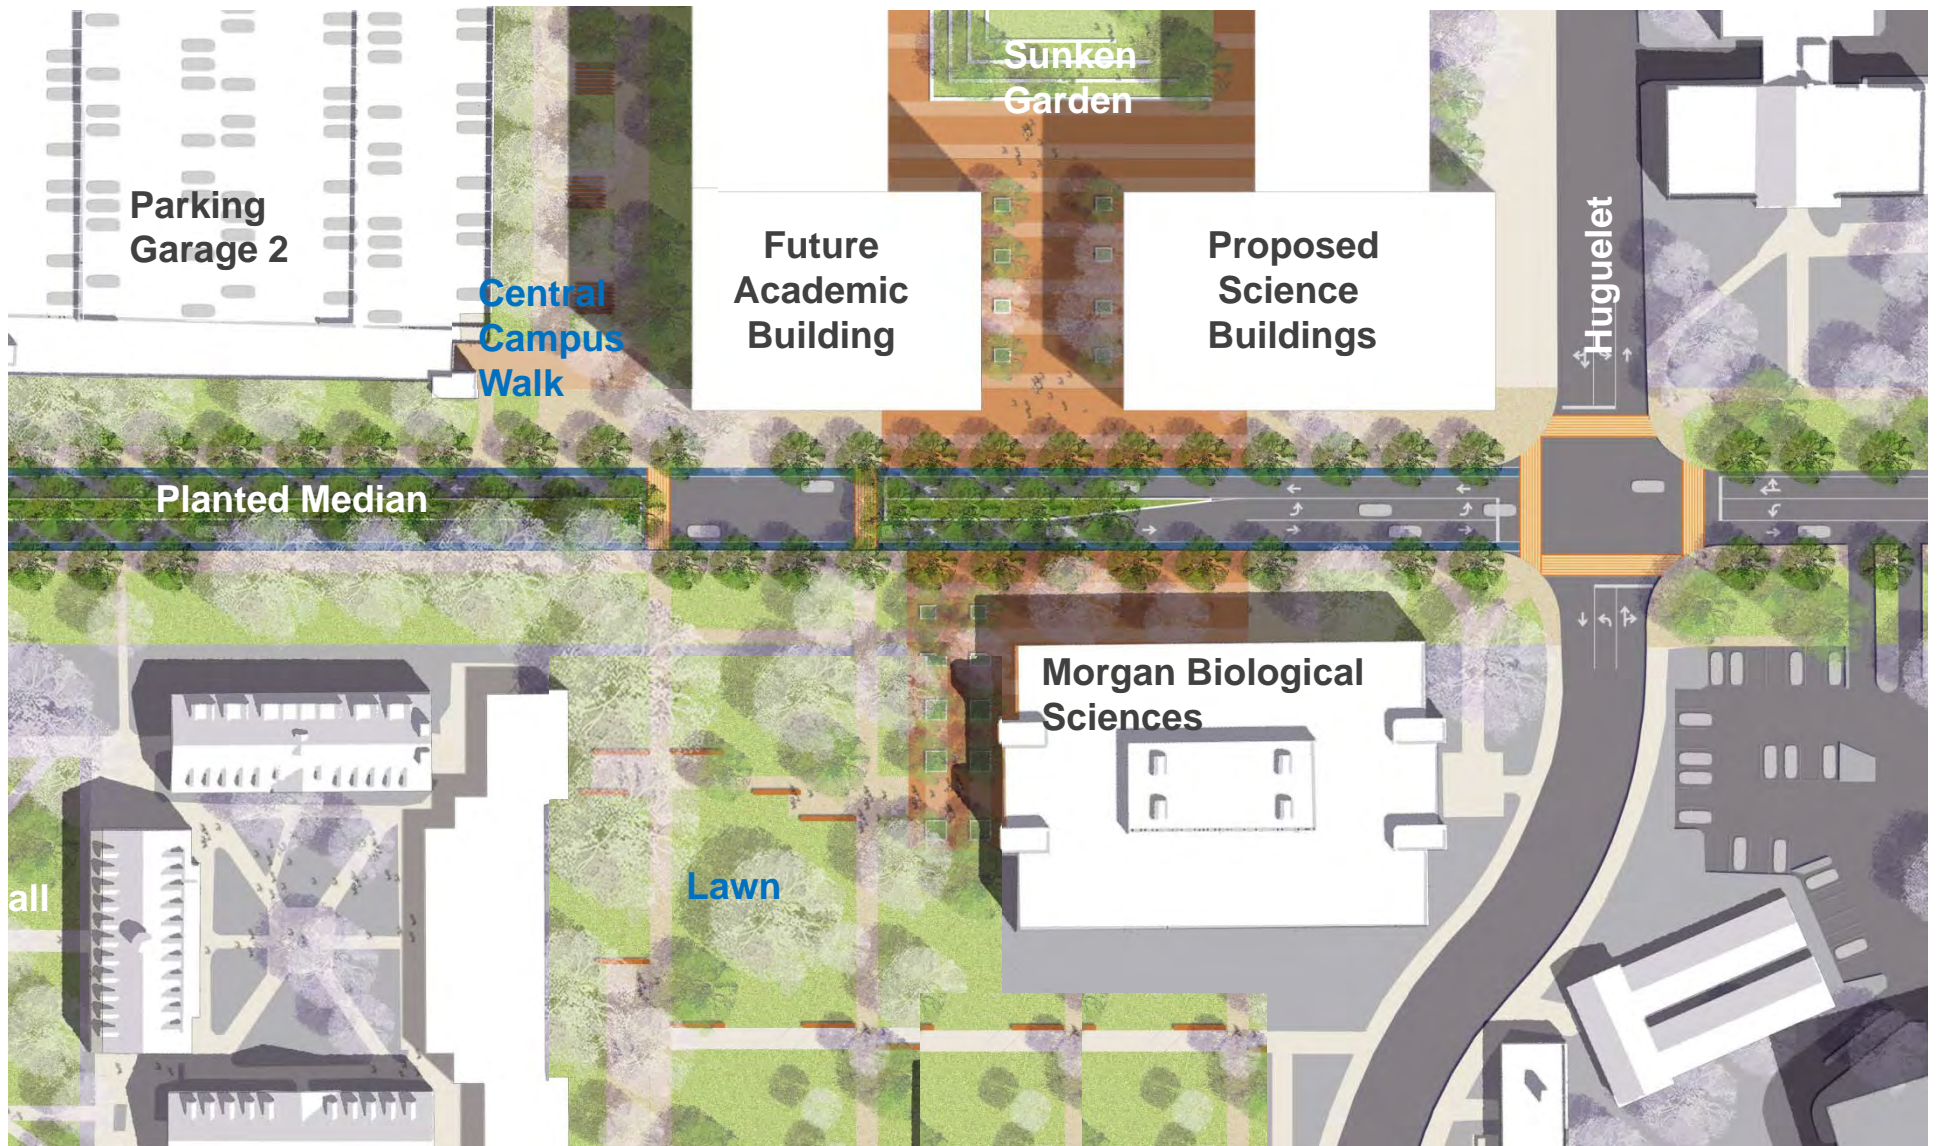 Sunken
Garden
Parking
Garage 2
Central
Campus
Walk
Future
Academic
Building
Proposed
Science
Buildings
Huguelet
Planted Median
Morgan Biological
Sciences
Lawn
all